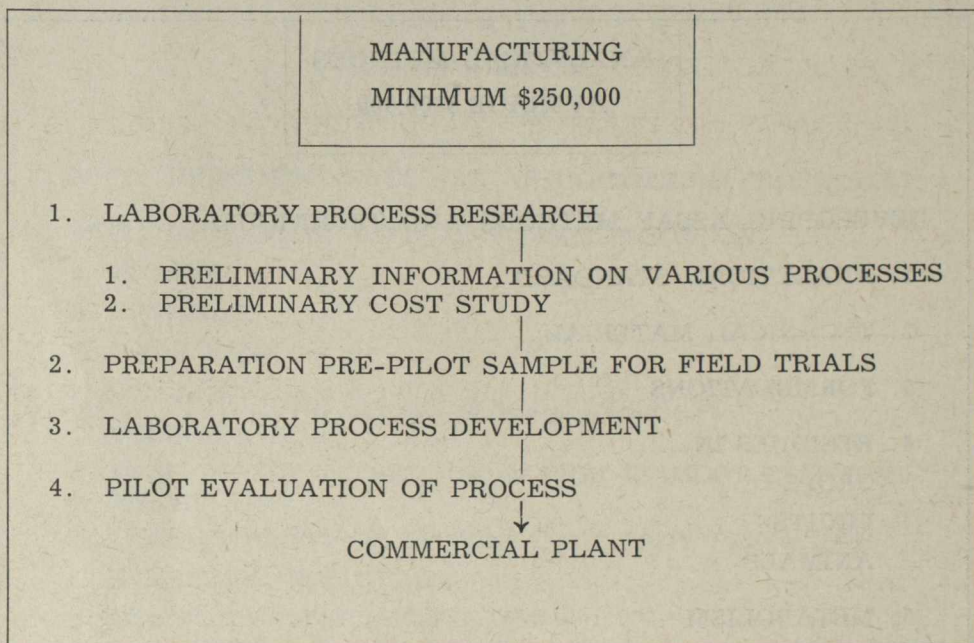 MANUFACTURING
MINIMUM $250,000
1. LABORATORY PROCESS RESEARCH
1. PRELIMINARY INFORMATION ON VARIOUS PROCESSES
2. PRELIMINARY COST STUDY
2. PREPARATION PRE-PILOT SAMPLE FOR FIELD TRIALS
3. LABORATORY PROCESS DEVELOPMENT
4. PILOT EVALUATION OF PROCESS
COMMERCIAL PLANT